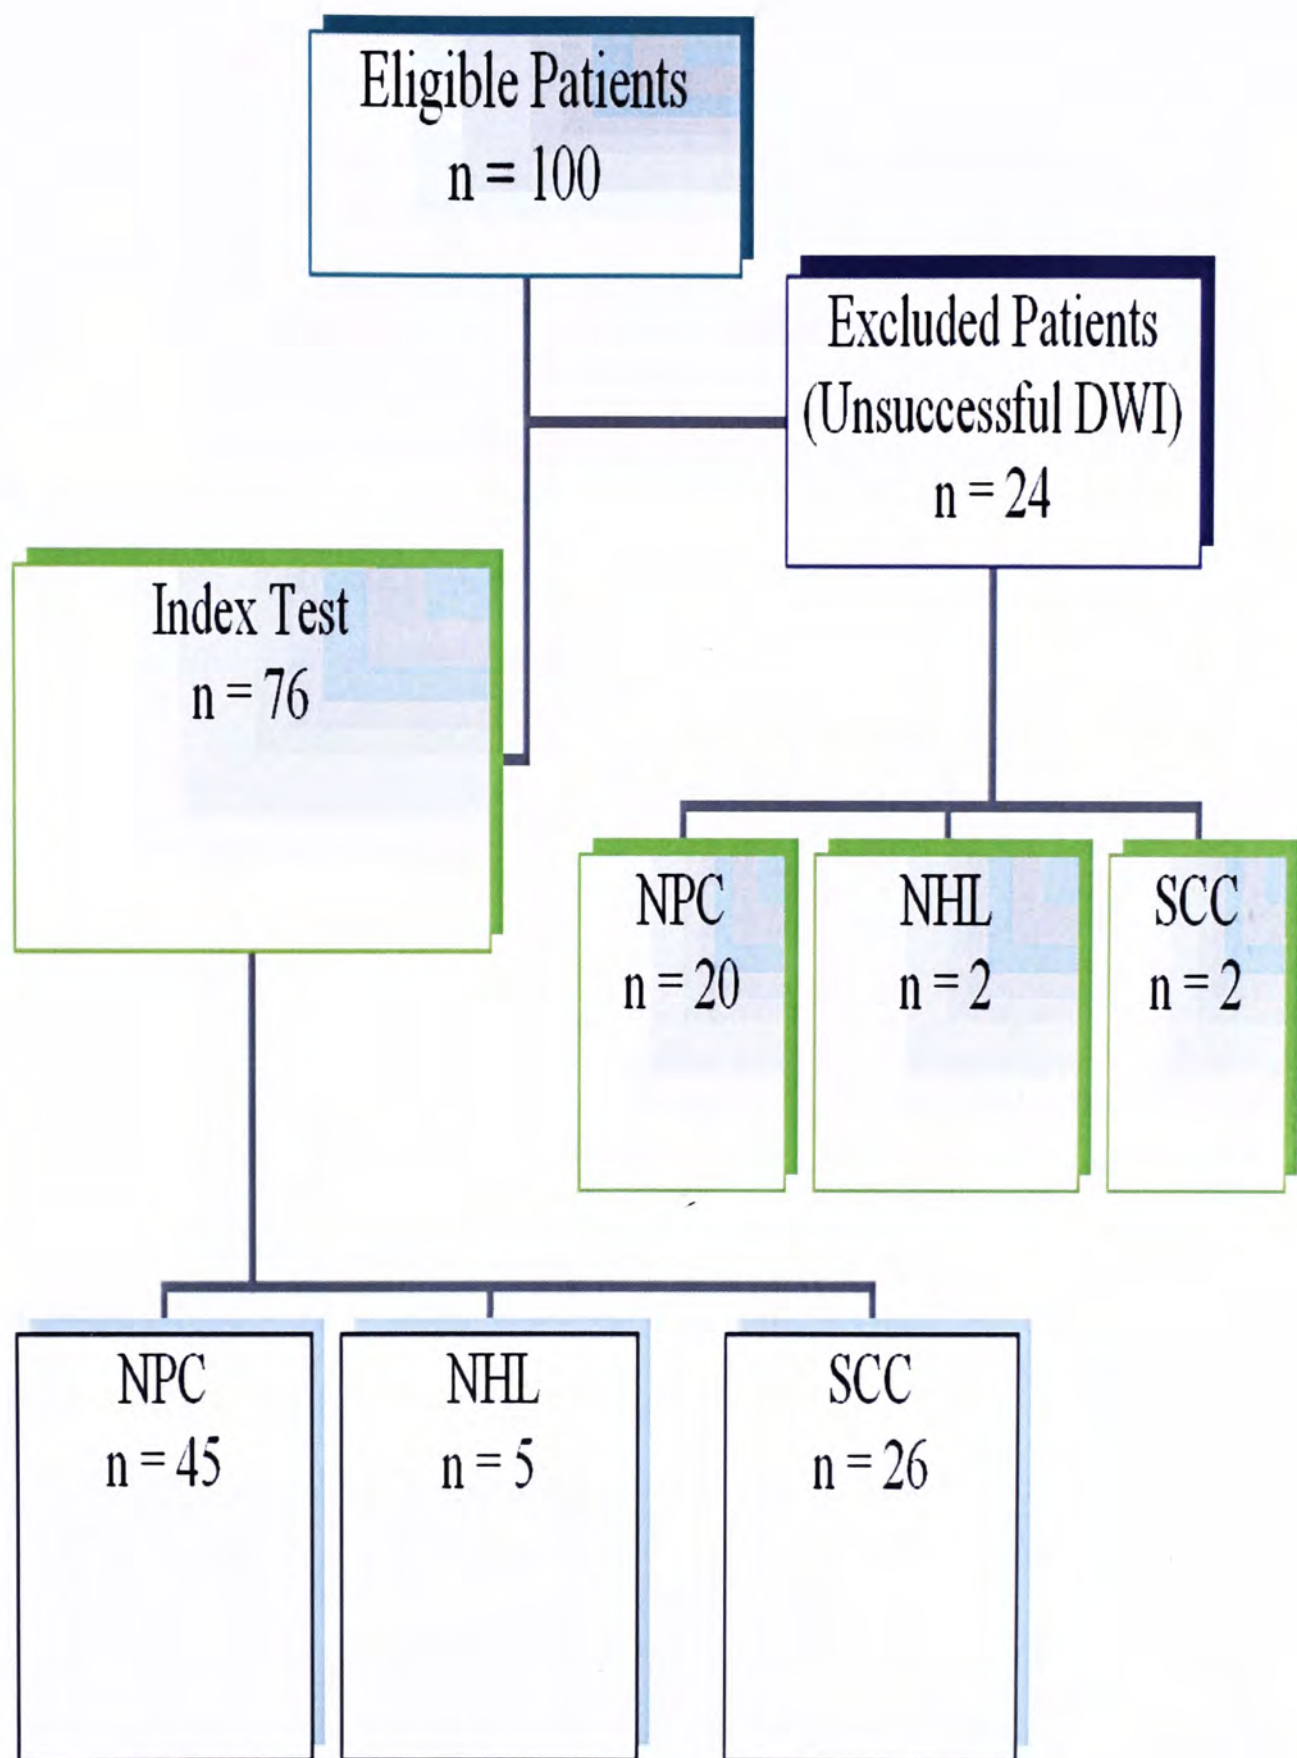 Eligible Patients
n = 100
Excluded Patients
(Unsuccessful DWI)
n = 24
Index Test
n = 76
NPC
n = 20
NHL
n = 2
SCC
n = 2
NPC
n = 45
NHL
n = 5
SCC
n = 26